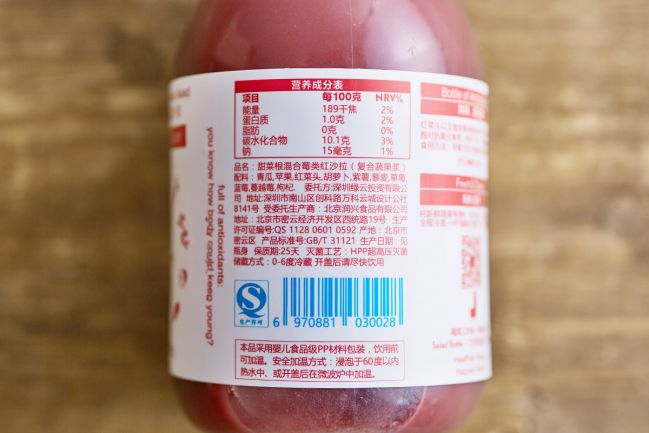 营养成分表
项目 每100克 NRV%
能量 189千焦 2%
蛋白质 1.0克 2%
脂肪 0克 0%
碳水化合物 10.1克 3%
钠 15毫克 1%
品名：甜菜根混合莓类红沙拉（复合蔬果浆）
配料：青瓜,苹果,红菜头,胡萝卜,紫薯,藜麦,草莓,
蓝莓,蔓越莓,枸杞. 委托方:深圳绿云投资有限公
司 地址:深圳市南山区创科路万科云城设计公社
8141号 受委托生产商：北京润兴食品有限公司
地址：北京市密云经济开发区西统路19号 生产
许可证编号:QS 1128 0601 0592 产地：北京市
密云区 产品标准号:GB/T 31121 生产日期：见
瓶身 保质期:25天 灭菌工艺：HPP超高压灭菌
储藏方式：0-6度冷藏 开盖后请尽快饮用
生产许可
6 970881 030028
本品采用婴儿食品级PP材料包装，饮用前
可加温。安全加温方式：浸泡于60度以内
热水中、或开盖后在微波炉中加温。
full of antioxidants:
you know how body could keep young?
Bottle of
Salad Bottle